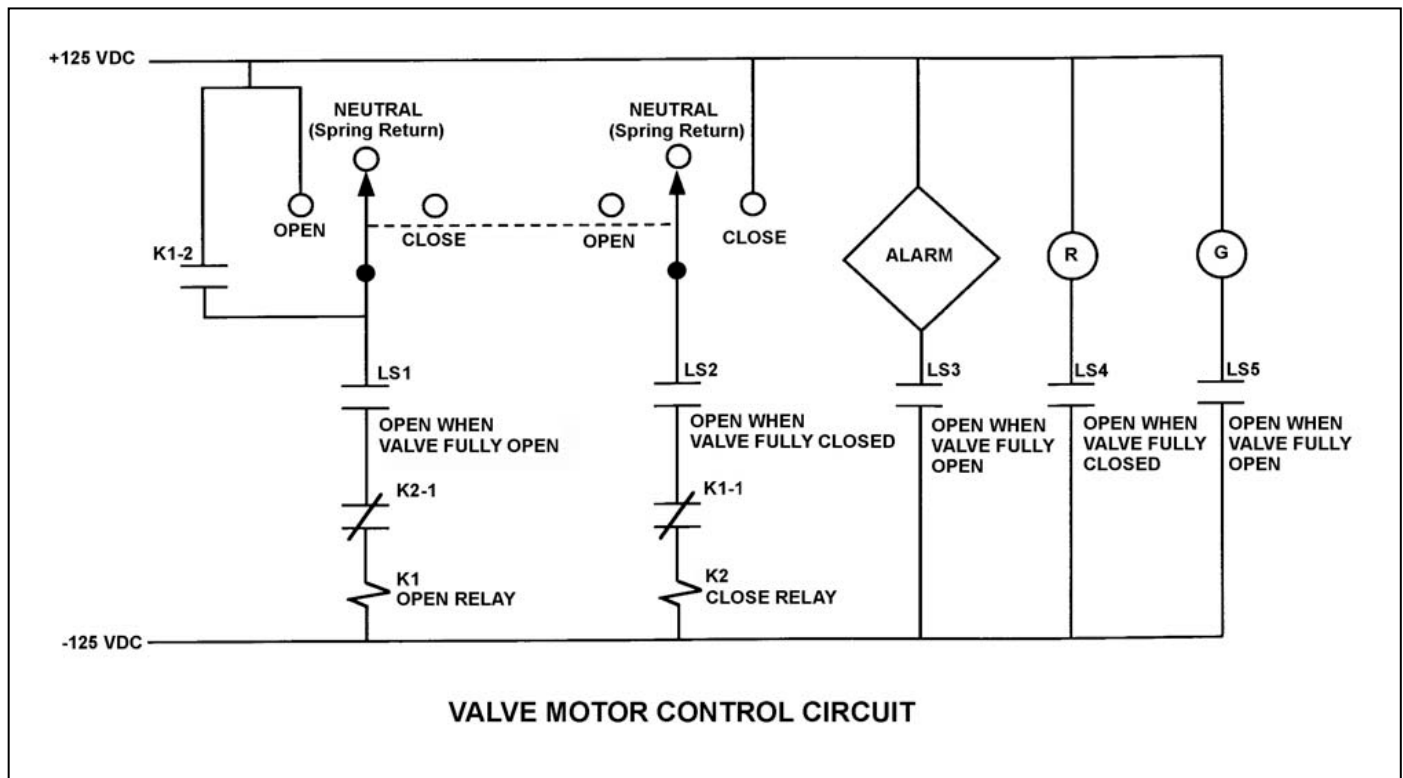 +125 VDC
NEUTRAL
(Spring Return)
NEUTRAL
(Spring Return)
OPEN
CLOSE
OPEN
CLOSE
K1-2
ALARM
R
G
LS1
OPEN WHEN
VALVE FULLY OPEN
LS2
OPEN WHEN
VALVE FULLY CLOSED
LS3
OPEN WHEN
VALVE FULLY
OPEN
LS4
OPEN WHEN
VALVE FULLY
CLOSED
LS5
OPEN WHEN
VALVE FULLY
OPEN
K2-1
K1-1
K1
OPEN RELAY
K2
CLOSE RELAY
-125 VDC
VALVE MOTOR CONTROL CIRCUIT